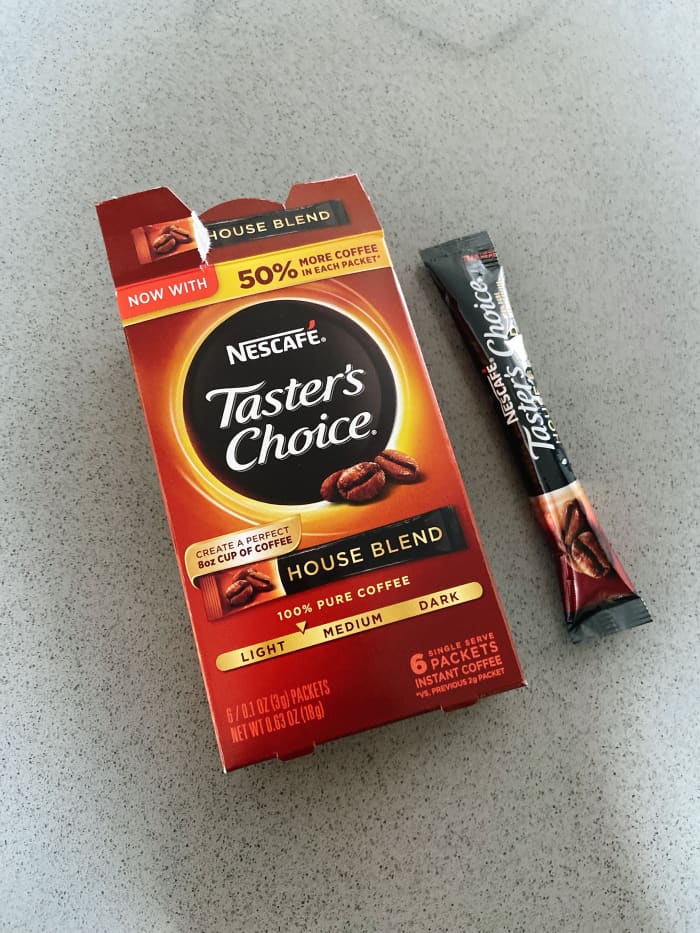 HOUSE BLEND
NOW WITH
50%
MORE COFFEE
IN EACH PACKET*
NESCAFÉ®
Taster's
Choice®
CREATE A PERFECT
8oz CUP OF COFFEE
HOUSE BLEND
100% PURE COFFEE
LIGHT MEDIUM DARK
6
SINGLE SERVE
PACKETS
INSTANT COFFEE
*VS. PREVIOUS 2g PACKET
6 / 0.1 OZ (3g) PACKETS
NET WT 0.63 OZ (18g)
NESCAFÉ®
Taster's Choice